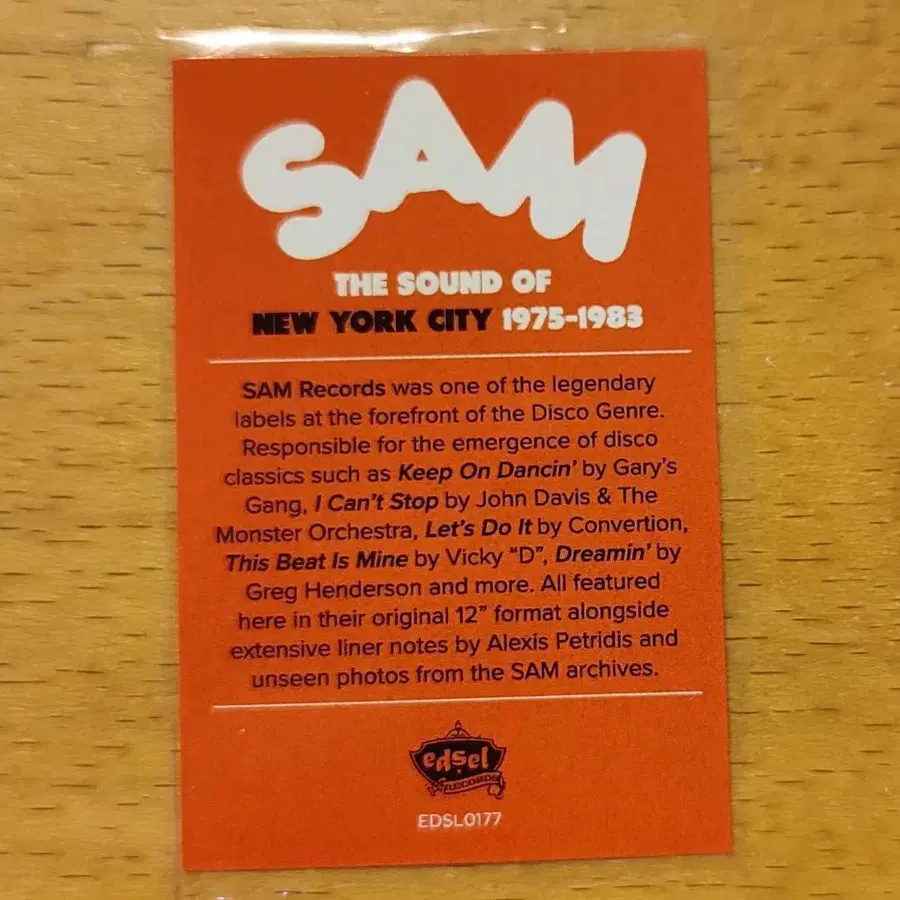 SAM
THE SOUND OF
NEW YORK CITY 1975-1983
SAM Records was one of the legendary
labels at the forefront of the Disco Genre.
Responsible for the emergence of disco
classics such as Keep On Dancin' by Gary's
Gang, I Can't Stop by John Davis & The
Monster Orchestra, Let's Do It by Convertion,
This Beat Is Mine by Vicky "D", Dreamin' by
Greg Henderson and more. All featured
here in their original 12" format alongside
extensive liner notes by Alexis Petridis and
unseen photos from the SAM archives.
edsel
RECORDS
EDSL0177